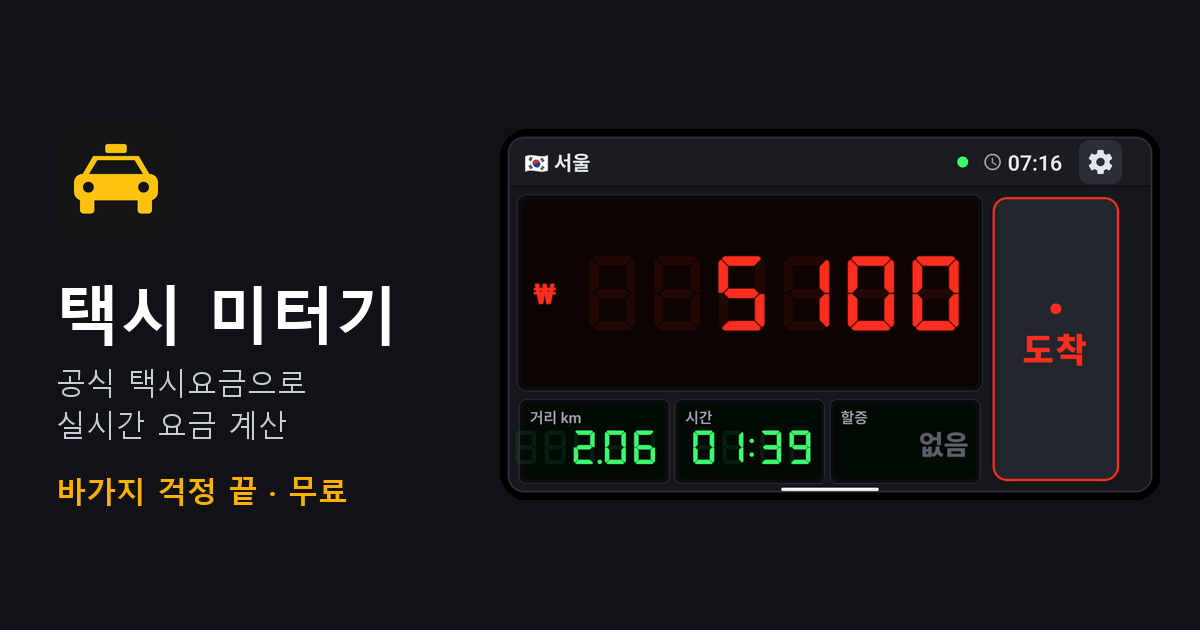 택시 미터기
공식 택시요금으로
실시간 요금 계산
바가지 걱정 끝 · 무료
서울
07:16
₩ 5100
도착
거리 km
2.06
시간
01:39
할증
없음